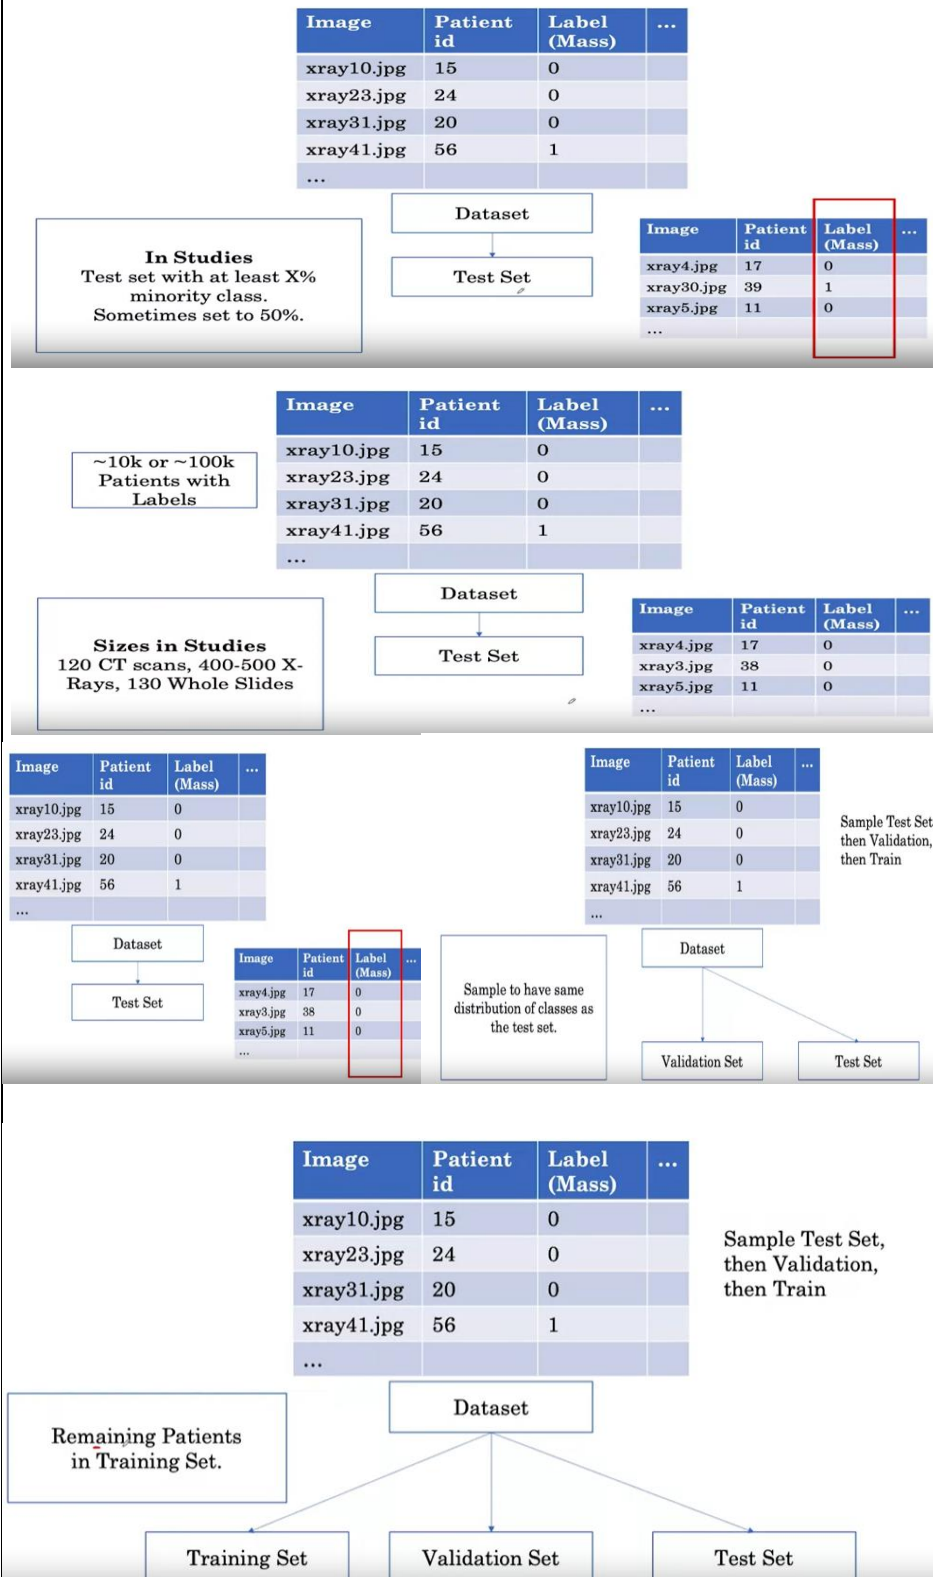 Image Patient id Label (Mass) ...
xray10.jpg 15 0
xray23.jpg 24 0
xray31.jpg 20 0
xray41.jpg 56 1
...
Dataset
Test Set
In Studies
Test set with at least X%
minority class.
Sometimes set to 50%.
Image Patient id Label (Mass) ...
xray4.jpg 17 0
xray30.jpg 39 1
xray5.jpg 11 0
...
Image Patient id Label (Mass) ...
xray10.jpg 15 0
xray23.jpg 24 0
xray31.jpg 20 0
xray41.jpg 56 1
...
~10k or ~100k
Patients with
Labels
Dataset
Test Set
Sizes in Studies
120 CT scans, 400-500 X-
Rays, 130 Whole Slides
Image Patient id Label (Mass) ...
xray4.jpg 17 0
xray3.jpg 38 0
xray5.jpg 11 0
...
Image Patient id Label (Mass) ...
xray10.jpg 15 0
xray23.jpg 24 0
xray31.jpg 20 0
xray41.jpg 56 1
...
Dataset
Test Set
Image Patient id Label (Mass) ...
xray4.jpg 17 0
xray3.jpg 38 0
xray5.jpg 11 0
...
Image Patient id Label (Mass) ...
xray10.jpg 15 0
xray23.jpg 24 0
xray31.jpg 20 0
xray41.jpg 56 1
...
Sample Test Set
then Validation,
then Train
Dataset
Sample to have same
distribution of classes as
the test set.
Validation Set
Test Set
Image Patient id Label (Mass) ...
xray10.jpg 15 0
xray23.jpg 24 0
xray31.jpg 20 0
xray41.jpg 56 1
...
Sample Test Set,
then Validation,
then Train
Dataset
Remaining Patients
in Training Set.
Training Set
Validation Set
Test Set